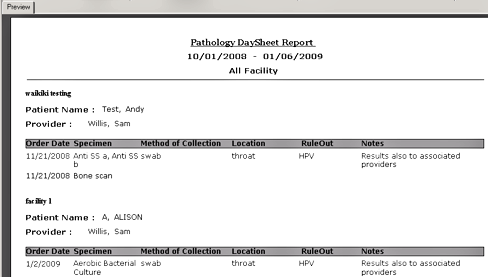 Preview
Pathology DaySheet Report
10/01/2008 - 01/06/2009
All Facility
waikiki testing
Patient Name : Test, Andy
Provider : Willis, Sam
Order Date Specimen Method of Collection Location RuleOut Notes
11/21/2008 Anti SS a, Anti SS swab throat HPV Results also to associated
b providers
11/21/2008 Bone scan
facility 1
Patient Name : A, ALISON
Provider : Willis, Sam
Order Date Specimen Method of Collection Location RuleOut Notes
1/2/2009 Aerobic Bacterial swab throat HPV Results also to associated
Culture providers